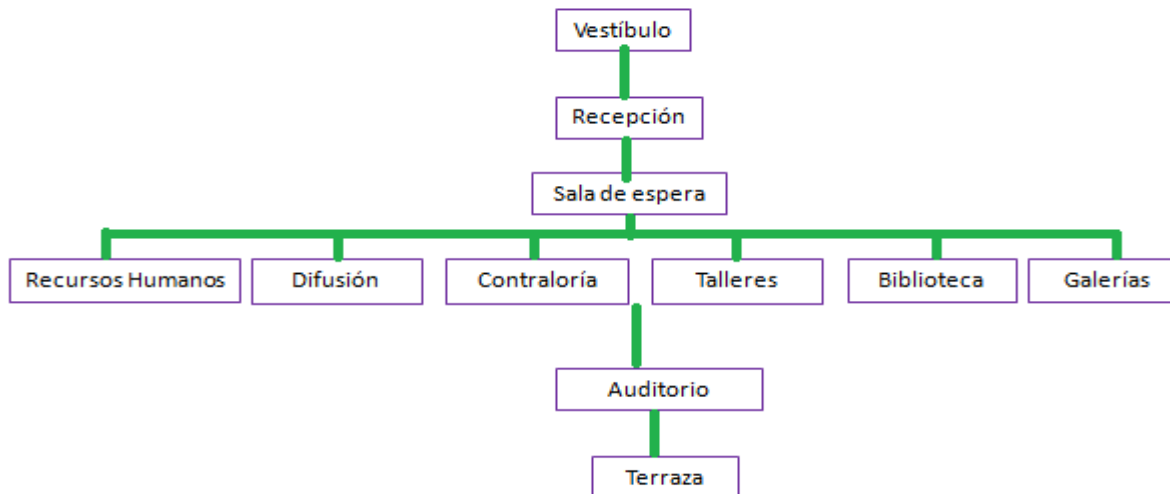 Vestíbulo
Recepción
Sala de espera
Recursos Humanos
Difusión
Contraloría
Talleres
Biblioteca
Galerías
Auditorio
Terraza